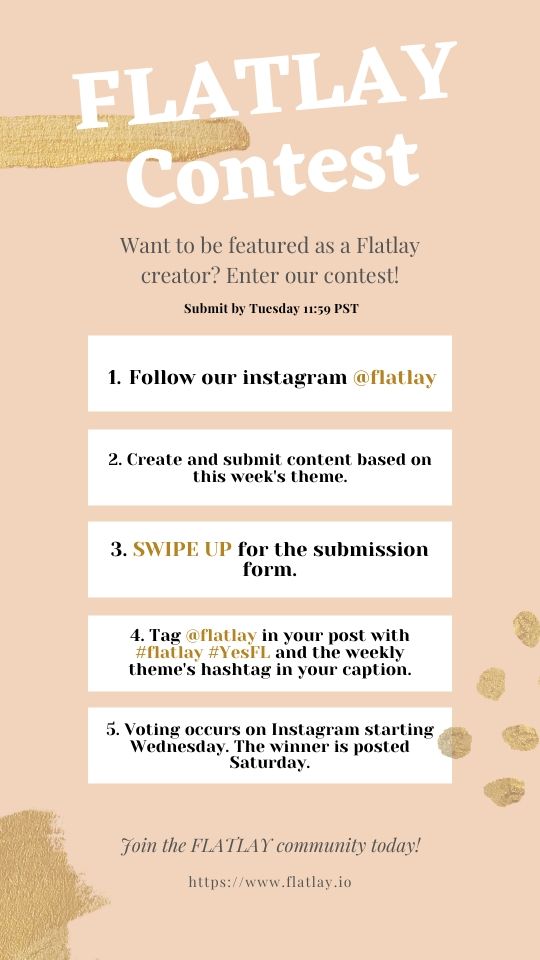 FLATLAY
Contest
Want to be featured as a Flatlay
creator? Enter our contest!
Submit by Tuesday 11:59 PST
1. Follow our instagram @flatlay
2. Create and submit content based on
this week's theme.
3. SWIPE UP for the submission
form.
4. Tag @flatlay in your post with
#flatlay #YesFL and the weekly
theme's hashtag in your caption.
5. Voting occurs on Instagram starting
Wednesday. The winner is posted
Saturday.
Join the FLATLAY community today!
https://www.flatlay.io